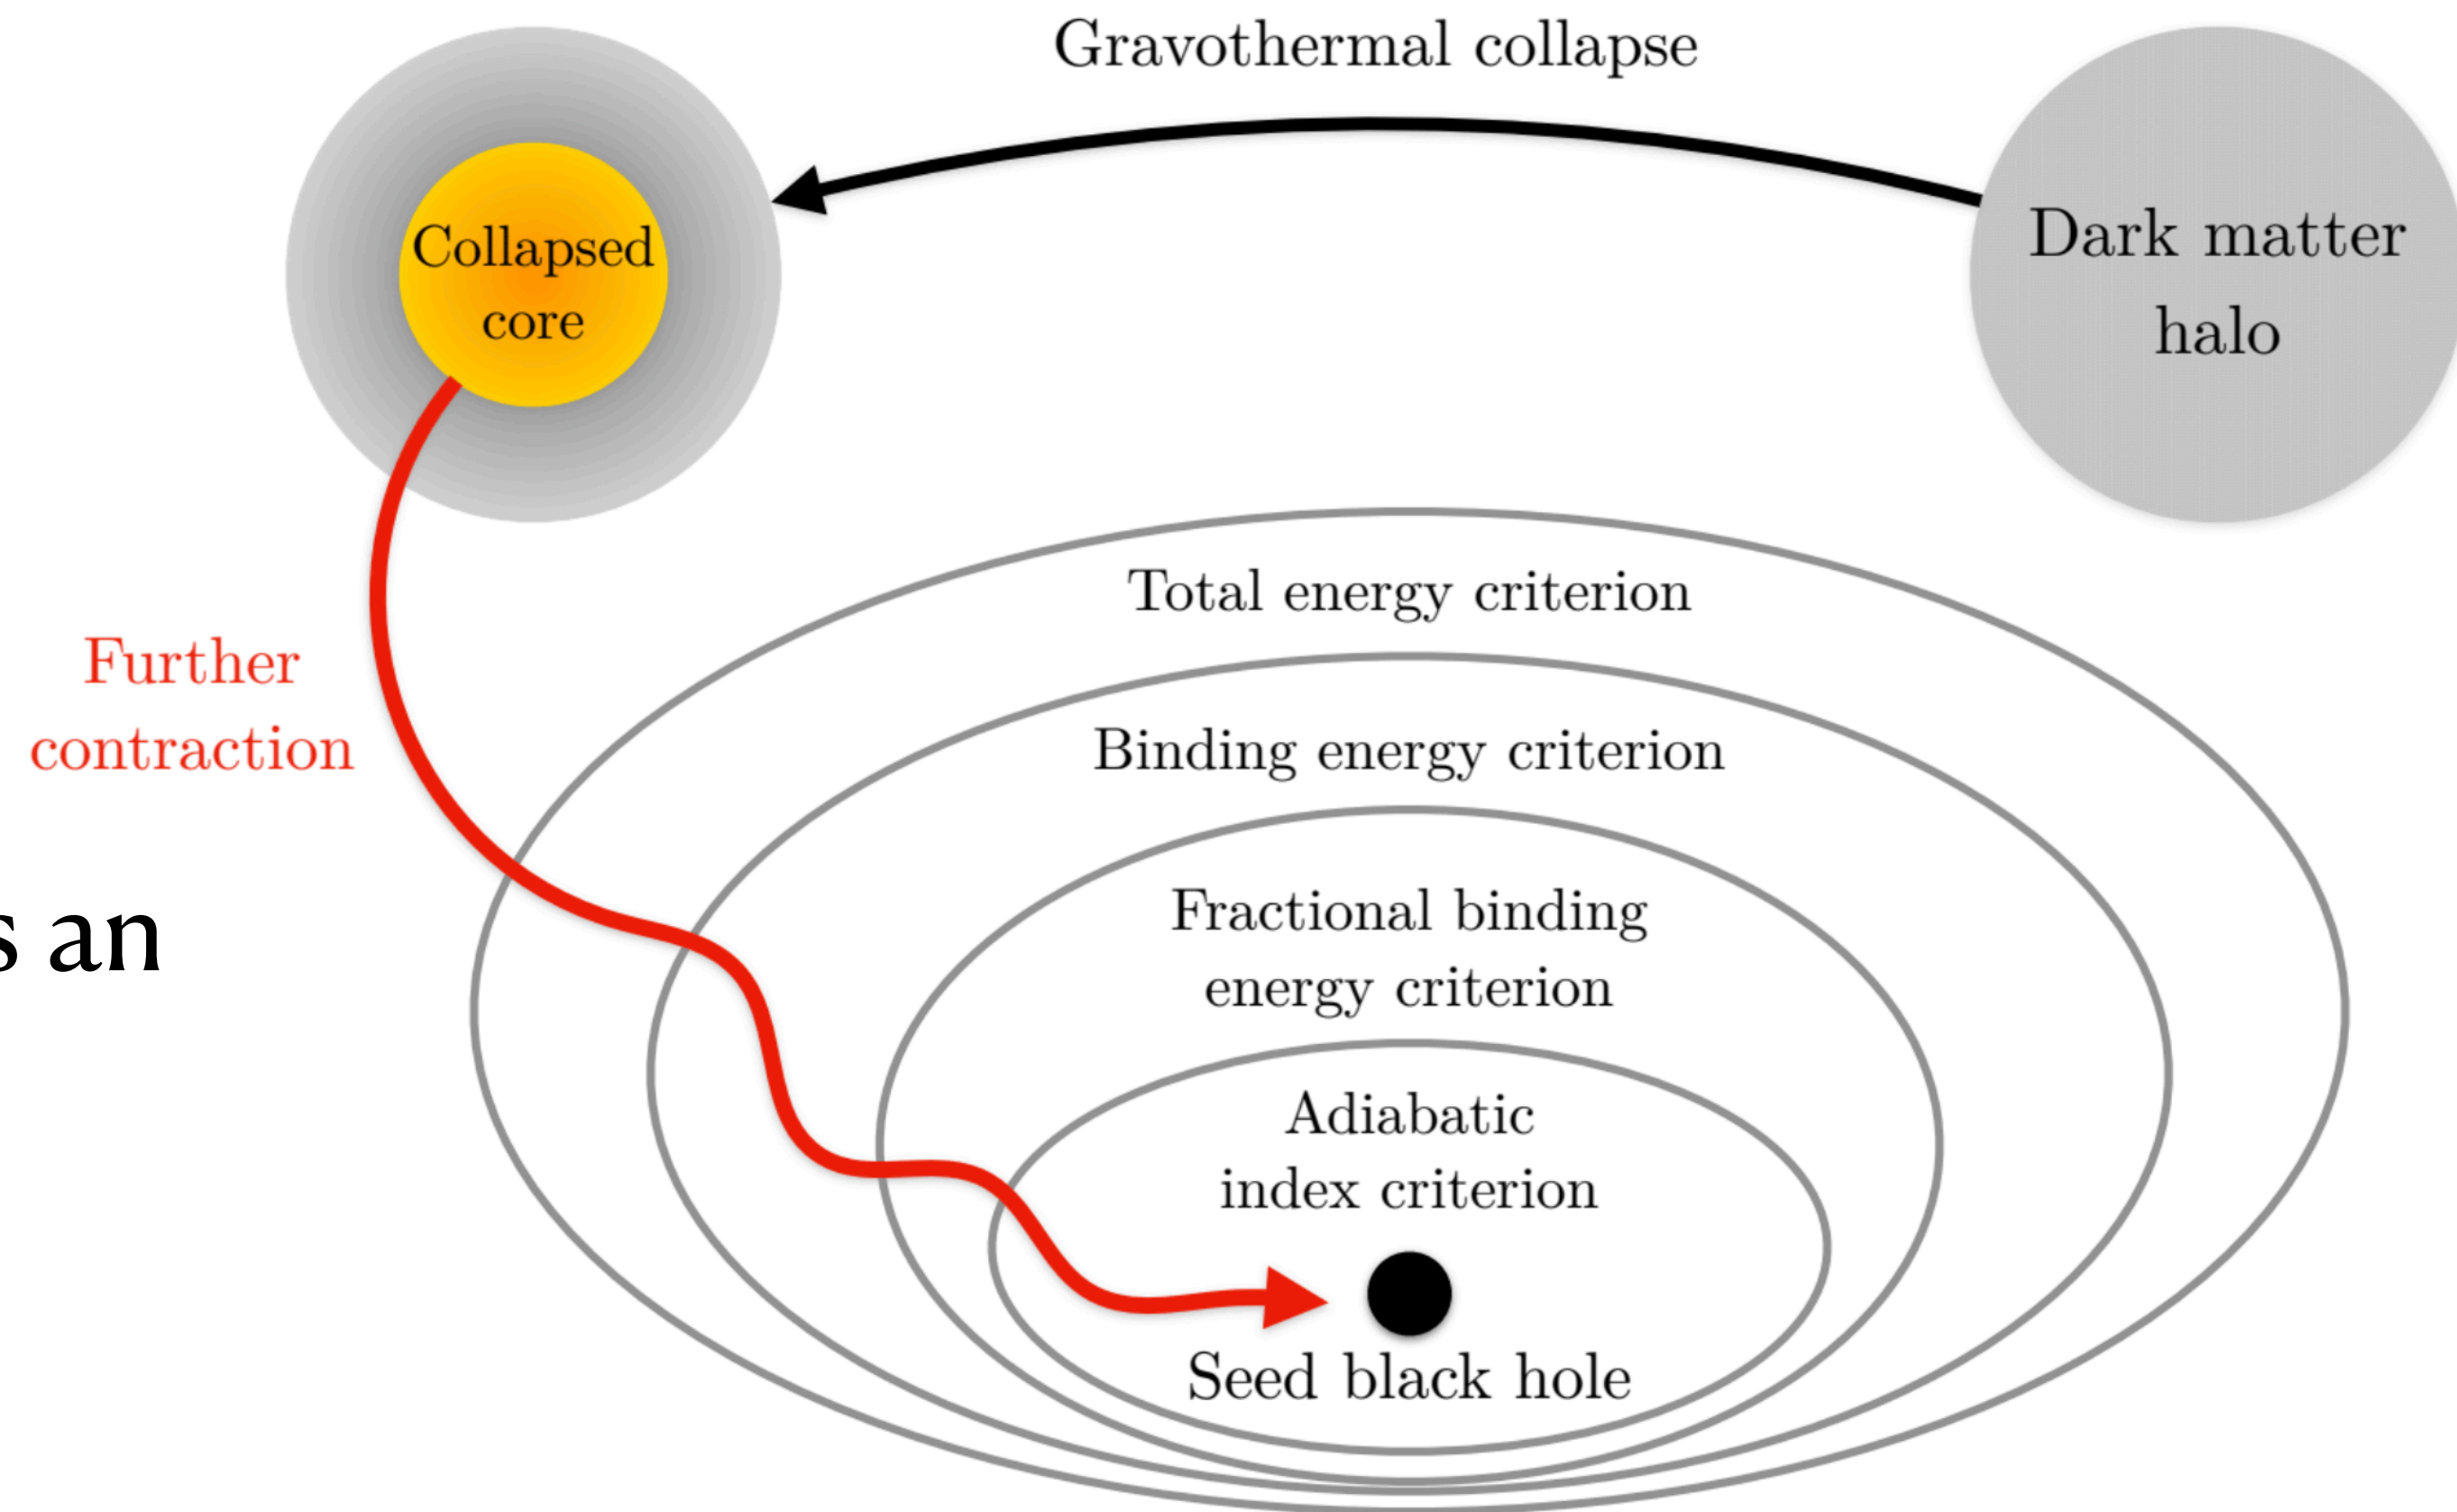 Gravothermal collapse
Collapsed
core
Dark matter
halo
Total energy criterion
Further
contraction
Binding energy criterion
Fractional binding
energy criterion
s an
Adiabatic
index criterion
Seed black hole